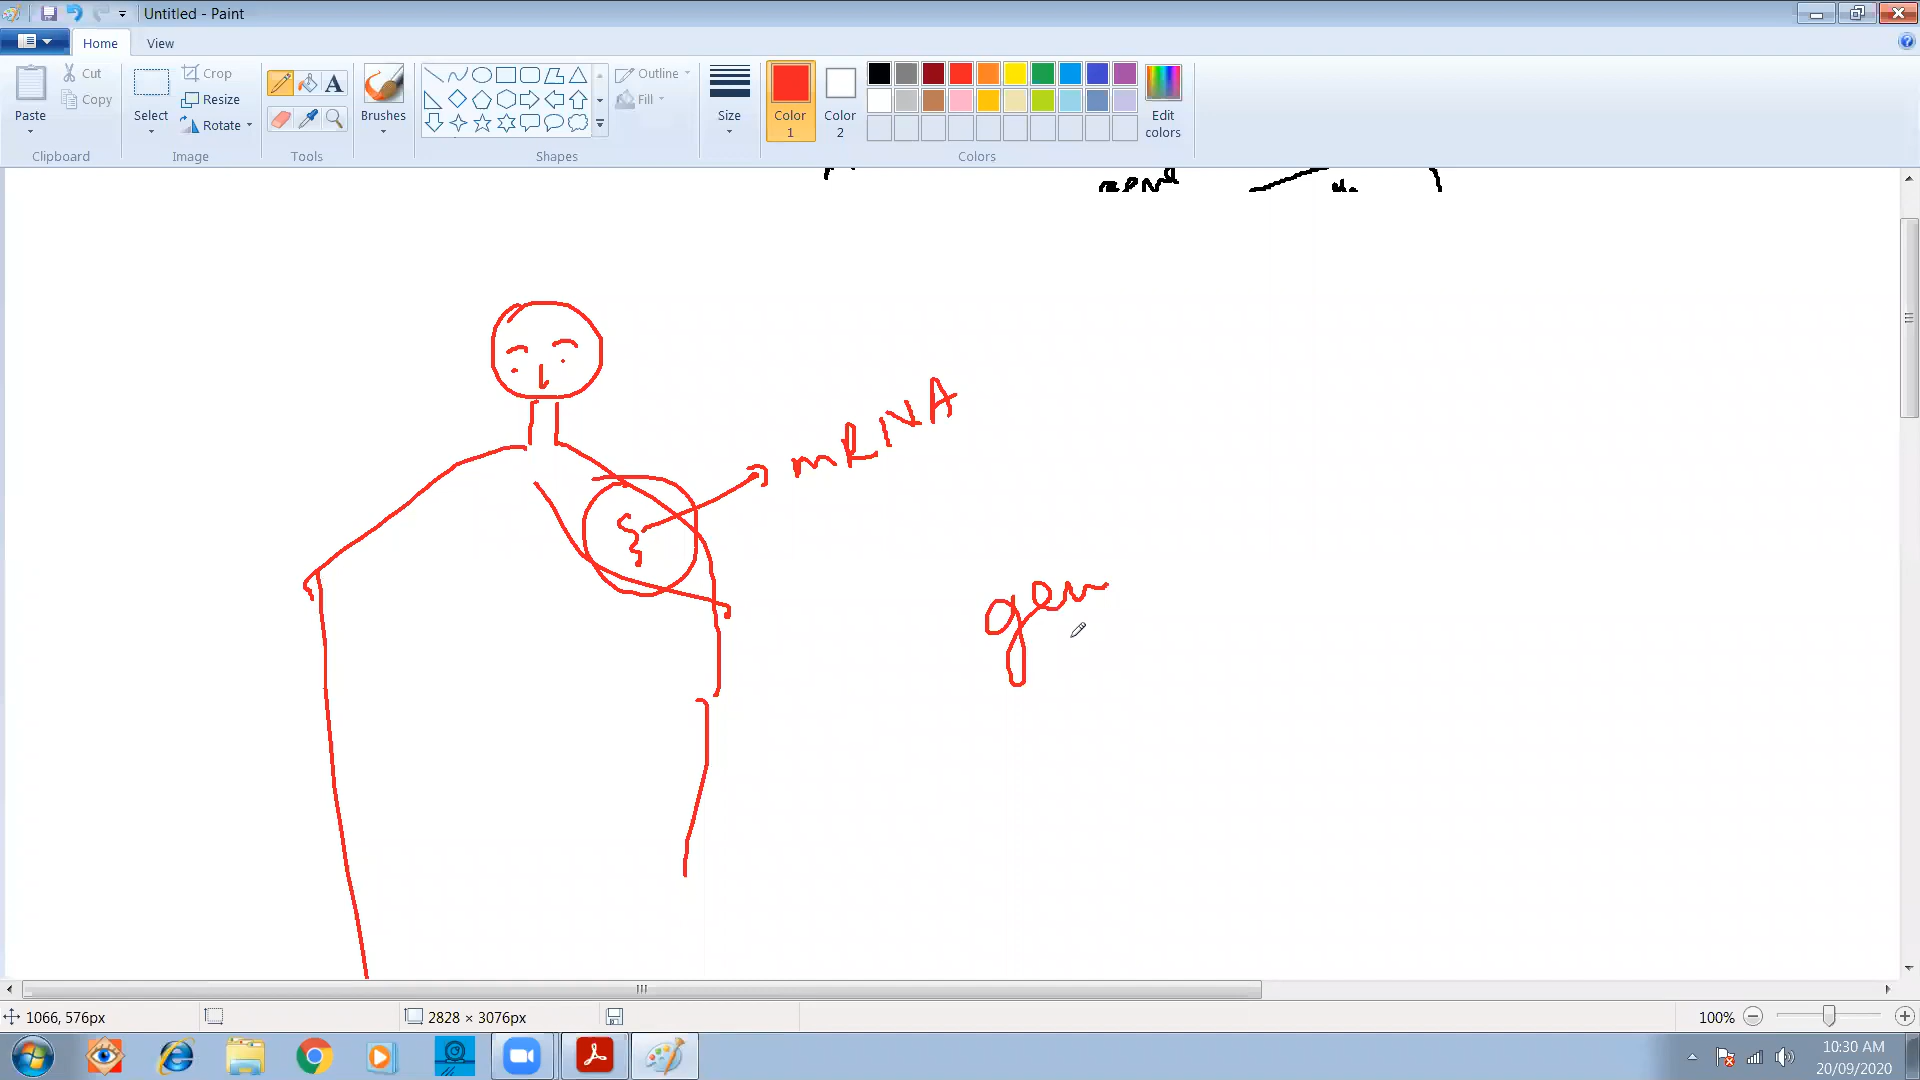 Untitled - Paint
Home View
Paste
Cut
Copy
Clipboard
Select
Crop
Resize
Rotate
Image
Tools
Brushes
Shapes
Outline
Fill
Size
Color 1
Color 2
Edit colors
Colors
mRNA
gen
1066, 576px
2828 × 3076px
100%
10:30 AM
20/09/2020